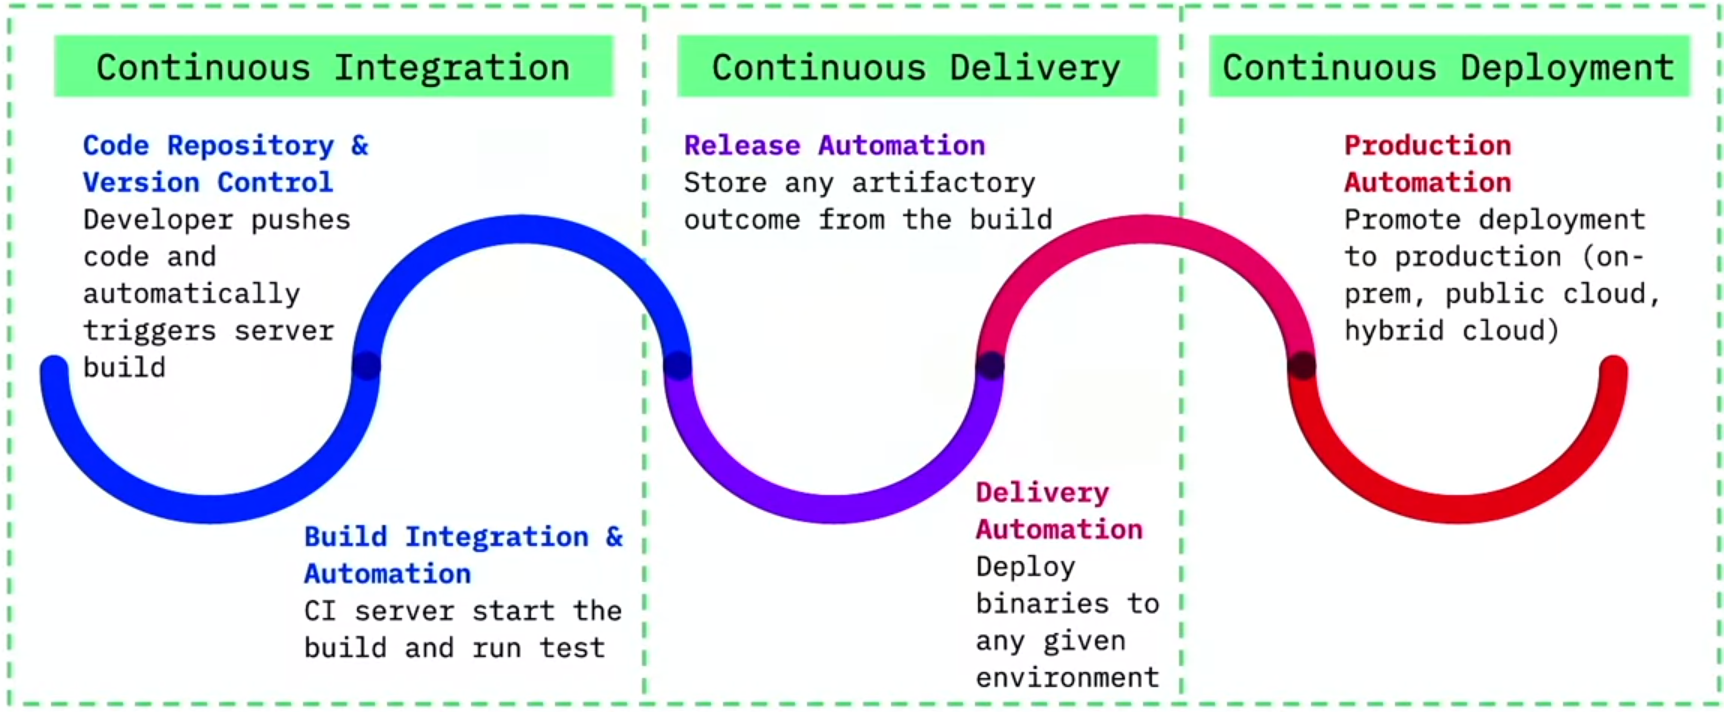 Continuous Integration
Code Repository &
Version Control
Developer pushes
code and
automatically
triggers server
build
Build Integration &
Automation
CI server start the
build and run test
Continuous Delivery
Release Automation
Store any artifactory
outcome from the build
Delivery
Automation
Deploy
binaries to
any given
environment
Continuous Deployment
Production
Automation
Promote deployment
to production (on-
prem, public cloud,
hybrid cloud)